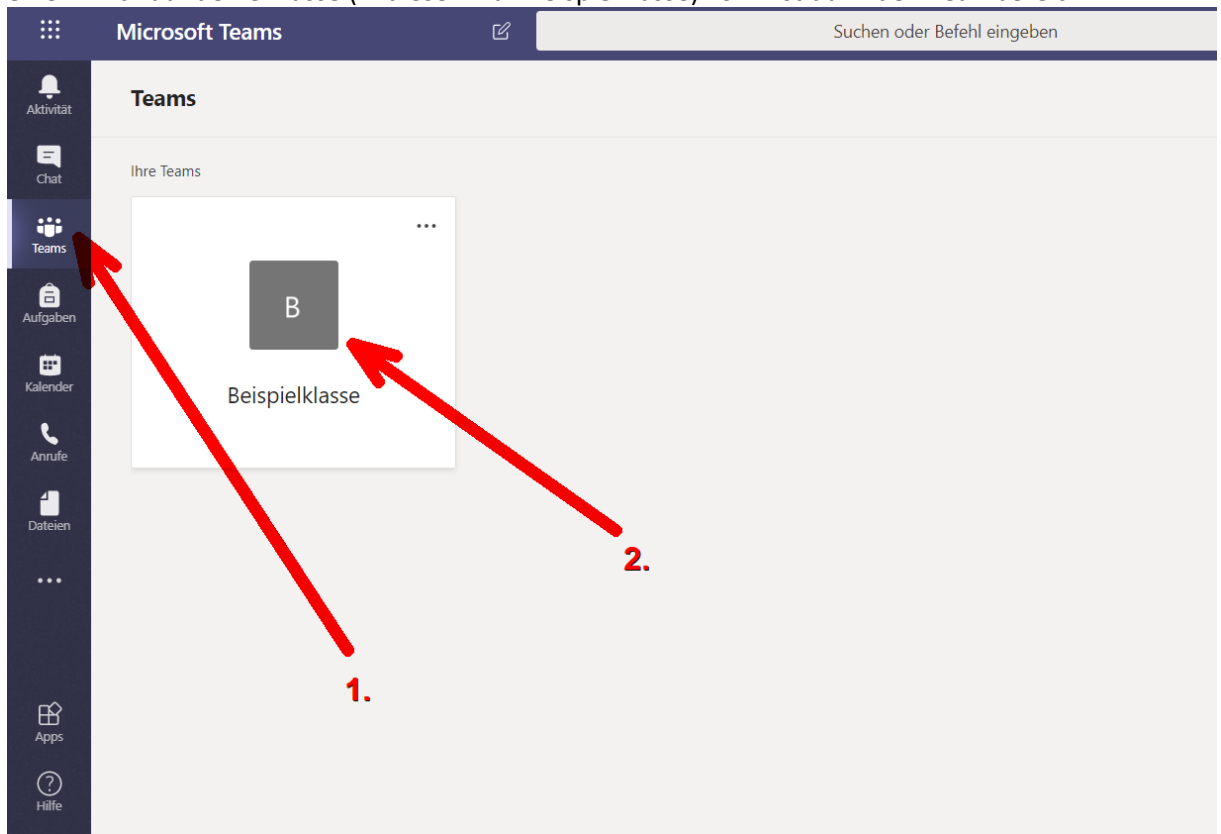 Microsoft Teams
Suchen oder Befehl eingeben
Aktivität
Chat
Teams
Aufgaben
Kalender
Anrufe
Dateien
Apps
Hilfe
Teams
Ihre Teams
B
Beispielklasse
1.
2.